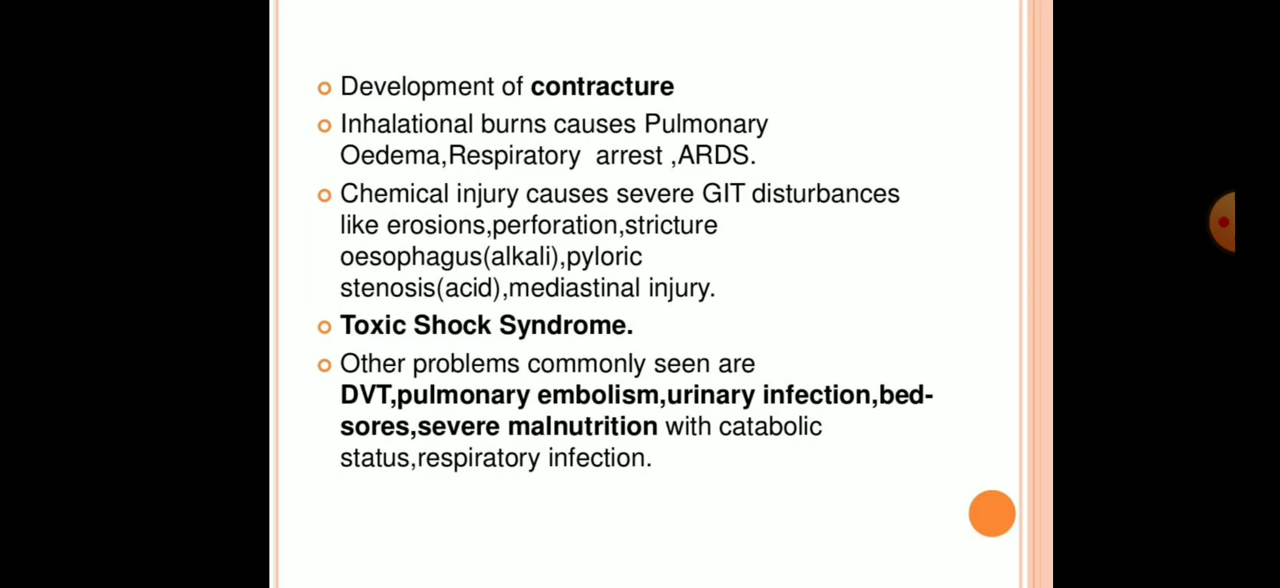 Development of contracture
Inhalational burns causes Pulmonary
Oedema,Respiratory  arrest ,ARDS.
Chemical injury causes severe GIT disturbances
like erosions,perforation,stricture
oesophagus(alkali),pyloric
stenosis(acid),mediastinal injury.
Toxic Shock Syndrome.
Other problems commonly seen are
DVT,pulmonary embolism,urinary infection,bed-
sores,severe malnutrition with catabolic
status,respiratory infection.